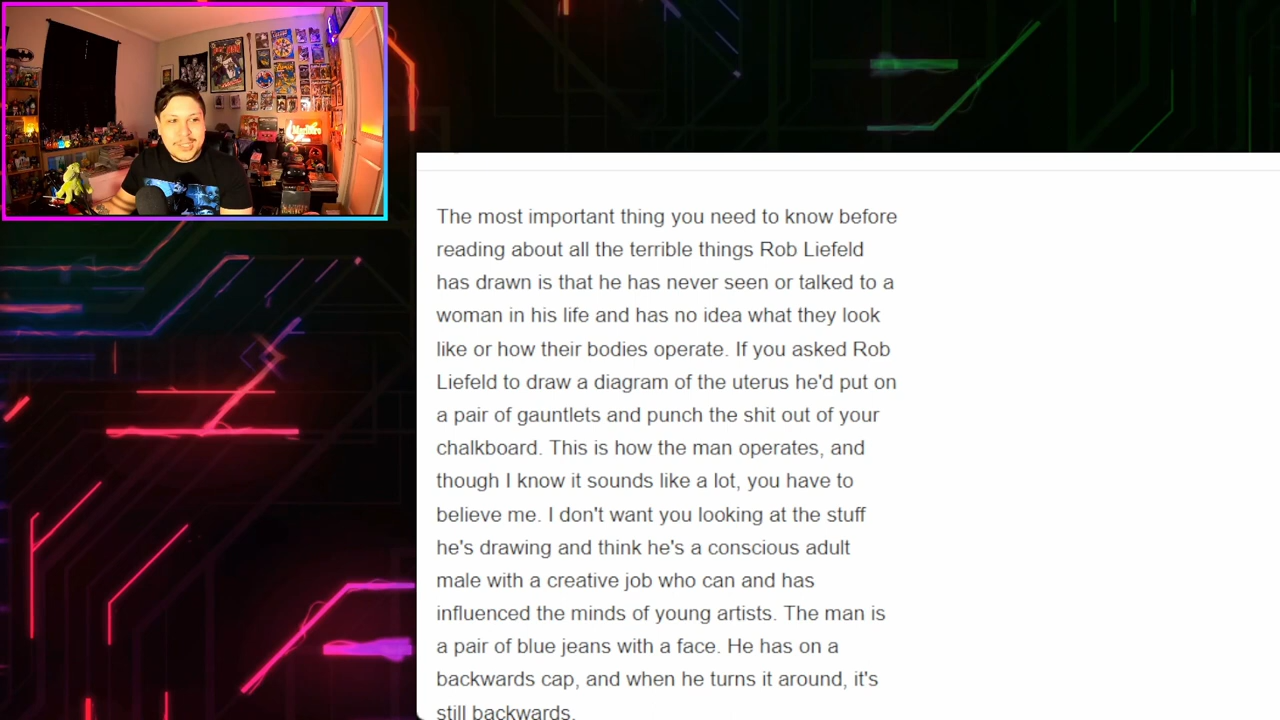 The most important thing you need to know before
reading about all the terrible things Rob Liefeld
has drawn is that he has never seen or talked to a
woman in his life and has no idea what they look
like or how their bodies operate. If you asked Rob
Liefeld to draw a diagram of the uterus he'd put on
a pair of gauntlets and punch the shit out of your
chalkboard. This is how the man operates, and
though I know it sounds like a lot, you have to
believe me. I don't want you looking at the stuff
he's drawing and think he's a conscious adult
male with a creative job who can and has
influenced the minds of young artists. The man is
a pair of blue jeans with a face. He has on a
backwards cap, and when he turns it around, it's
still backwards.